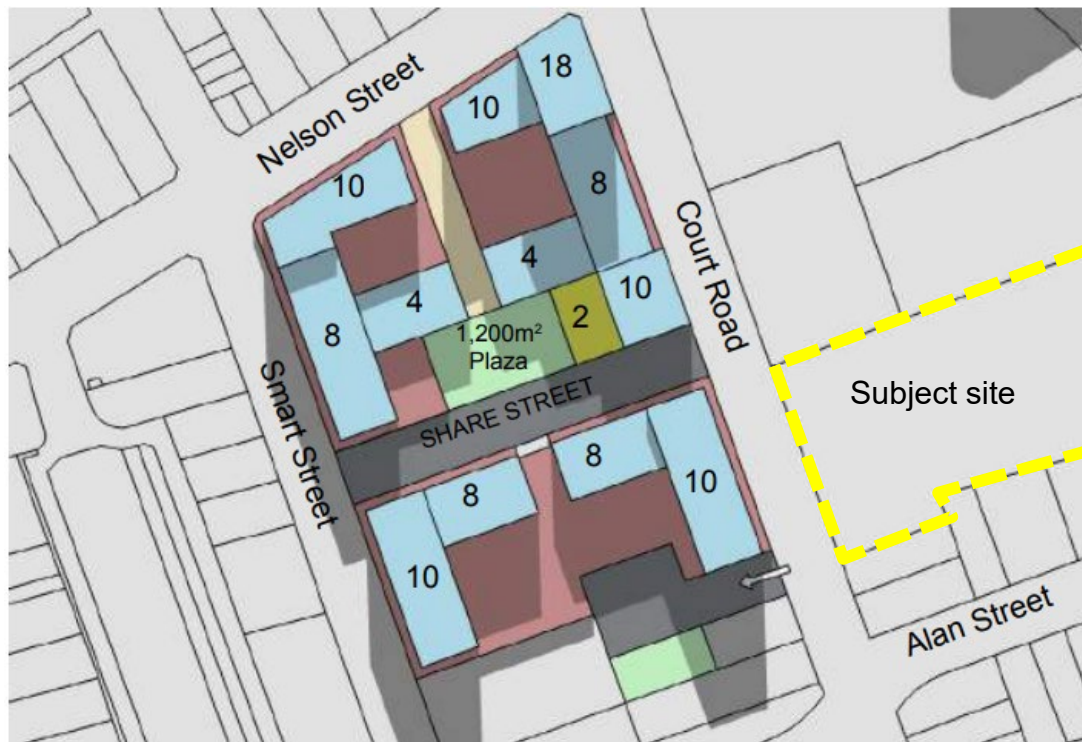 Nelson Street
18
10
10
8
Court Road
4
4
10
2
8
1,200m²
Plaza
Subject site
SHARE STREET
Smart Street
8
10
8
10
Alan Street